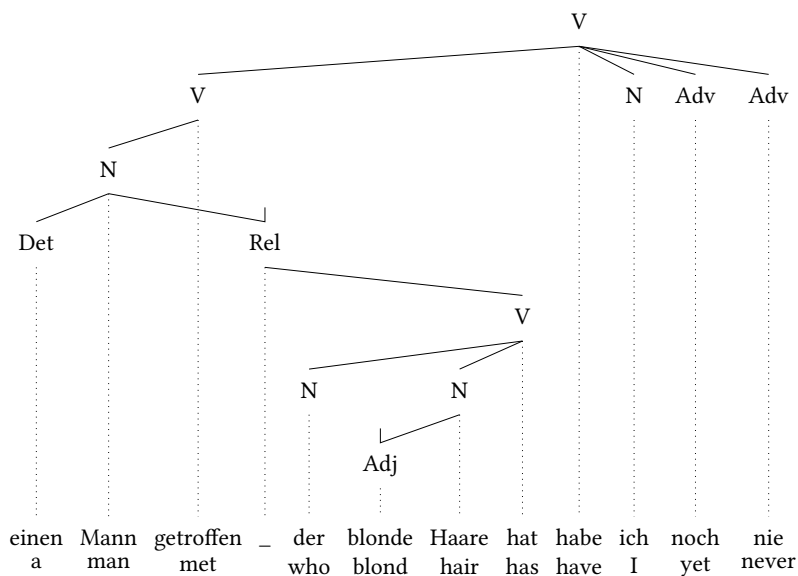 V
V N Adv Adv
N
Det Rel
V
N N
Adj
einen Mann getroffen _ der blonde Haare hat habe ich noch nie
a man met who blond hair has have I yet never